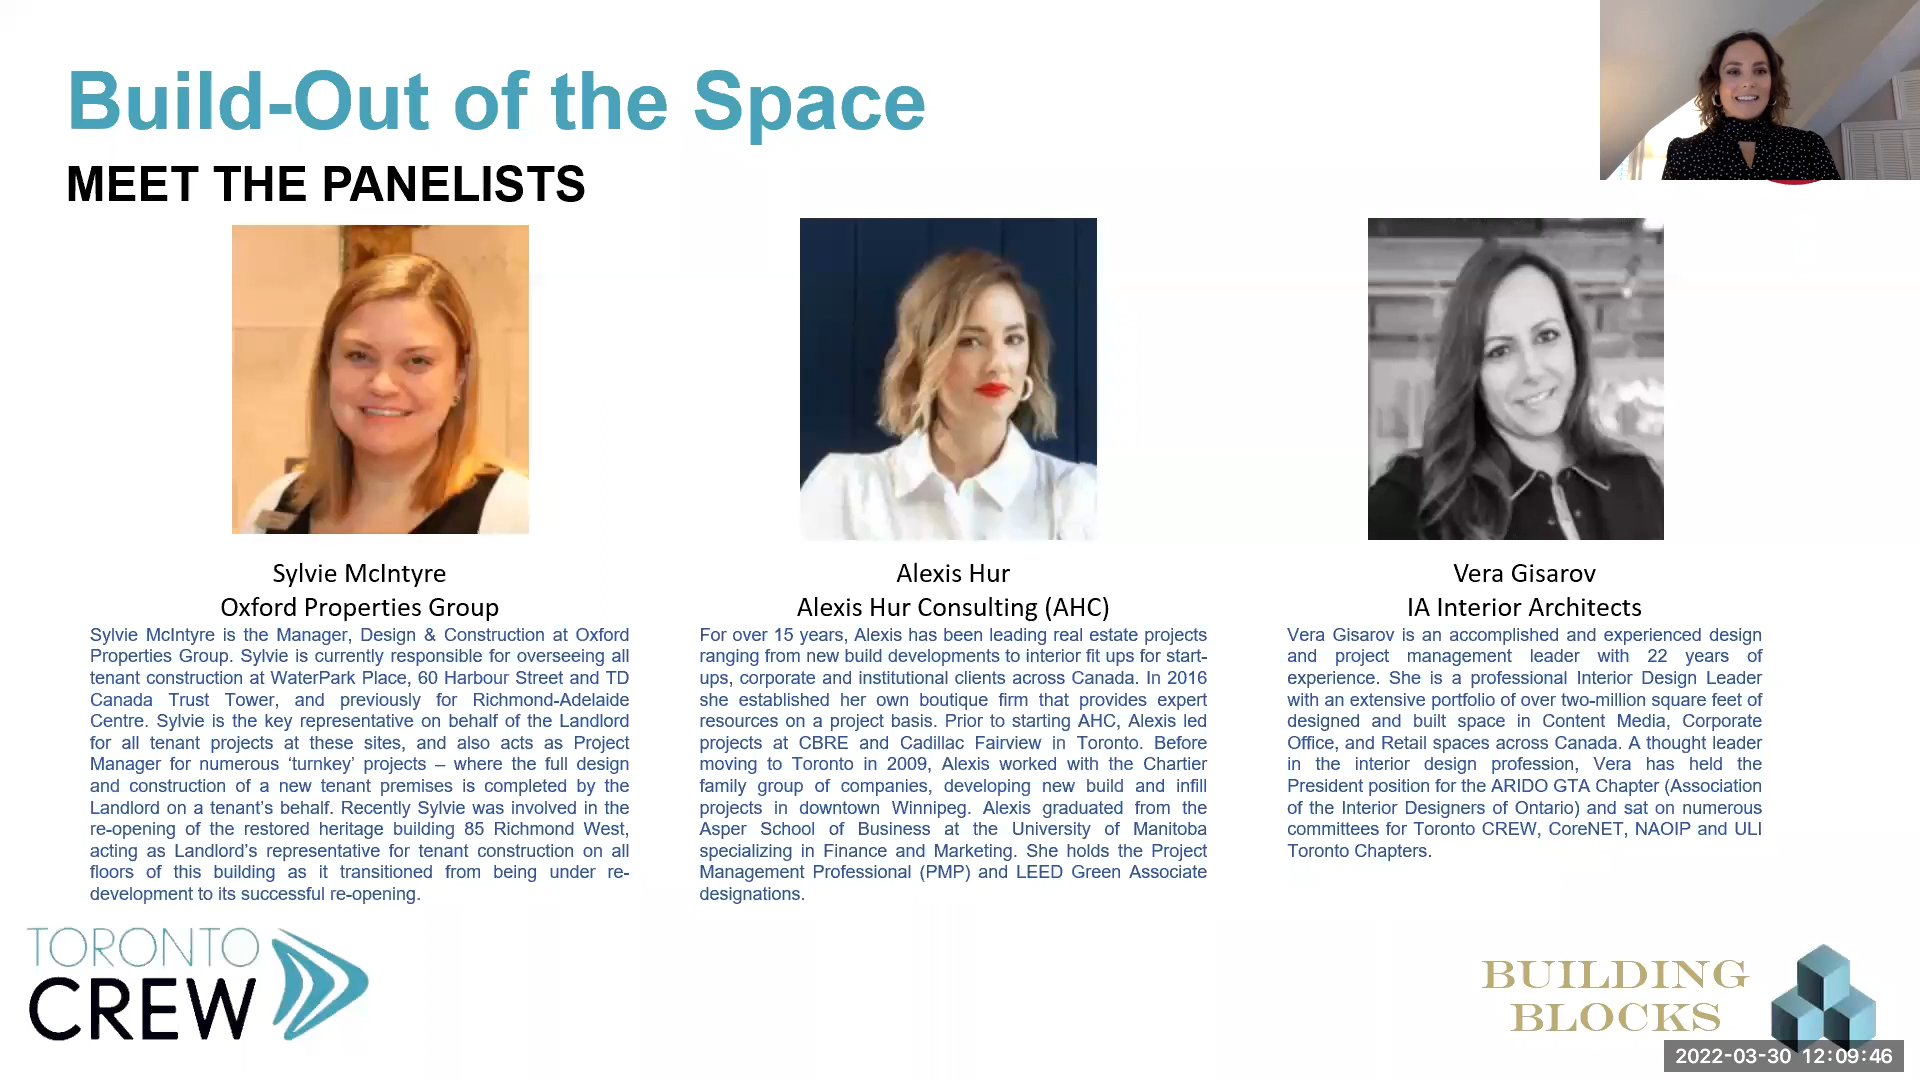 Build-Out of the Space
MEET THE PANELISTS
Sylvie McIntyre
Oxford Properties Group
Sylvie McIntyre is the Manager, Design & Construction at Oxford
Properties Group. Sylvie is currently responsible for overseeing all
tenant construction at WaterPark Place, 60 Harbour Street and TD
Canada Trust Tower, and previously for Richmond-Adelaide
Centre. Sylvie is the key representative on behalf of the Landlord
for all tenant projects at these sites, and also acts as Project
Manager for numerous ‘turnkey’ projects – where the full design
and construction of a new tenant premises is completed by the
Landlord on a tenant’s behalf. Recently Sylvie was involved in the
re-opening of the restored heritage building 85 Richmond West,
acting as Landlord’s representative for tenant construction on all
floors of this building as it transitioned from being under re-
development to its successful re-opening.
Alexis Hur
Alexis Hur Consulting (AHC)
For over 15 years, Alexis has been leading real estate projects
ranging from new build developments to interior fit ups for start-
ups, corporate and institutional clients across Canada. In 2016
she established her own boutique firm that provides expert
resources on a project basis. Prior to starting AHC, Alexis led
projects at CBRE and Cadillac Fairview in Toronto. Before
moving to Toronto in 2009, Alexis worked with the Chartier
family group of companies, developing new build and infill
projects in downtown Winnipeg. Alexis graduated from the
Asper School of Business at the University of Manitoba
specializing in Finance and Marketing. She holds the Project
Management Professional (PMP) and LEED Green Associate
designations.
Vera Gisarov
IA Interior Architects
Vera Gisarov is an accomplished and experienced design
and project management leader with 22 years of
experience. She is a professional Interior Design Leader
with an extensive portfolio of over two-million square feet of
designed and built space in Content Media, Corporate
Office, and Retail spaces across Canada. A thought leader
in the interior design profession, Vera has held the
President position for the ARIDO GTA Chapter (Association
of the Interior Designers of Ontario) and sat on numerous
committees for Toronto CREW, CoreNET, NAOIP and ULI
Toronto Chapters.
TORONTO
CREW
BUILDING
BLOCKS
2022-03-30 12:09:46